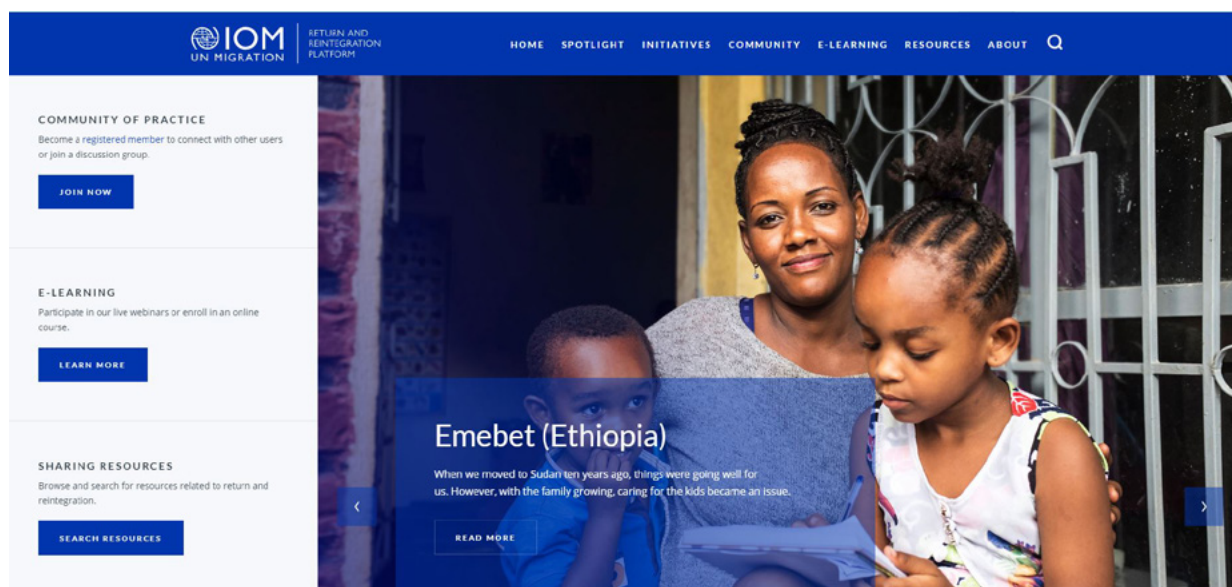 IOM
UN MIGRATION
RETURN AND
REINTEGRATION
PLATFORM
HOME SPOTLIGHT INITIATIVES COMMUNITY E-LEARNING RESOURCES ABOUT
COMMUNITY OF PRACTICE
Become a registered member to connect with other users
or join a discussion group.
JOIN NOW
E-LEARNING
Participate in our live webinars or enroll in an online
course.
LEARN MORE
SHARING RESOURCES
Browse and search for resources related to return and
reintegration.
SEARCH RESOURCES
Emebet (Ethiopia)
When we moved to Sudan ten years ago, things were going well for
us. However, with the family growing, caring for the kids became an issue.
READ MORE